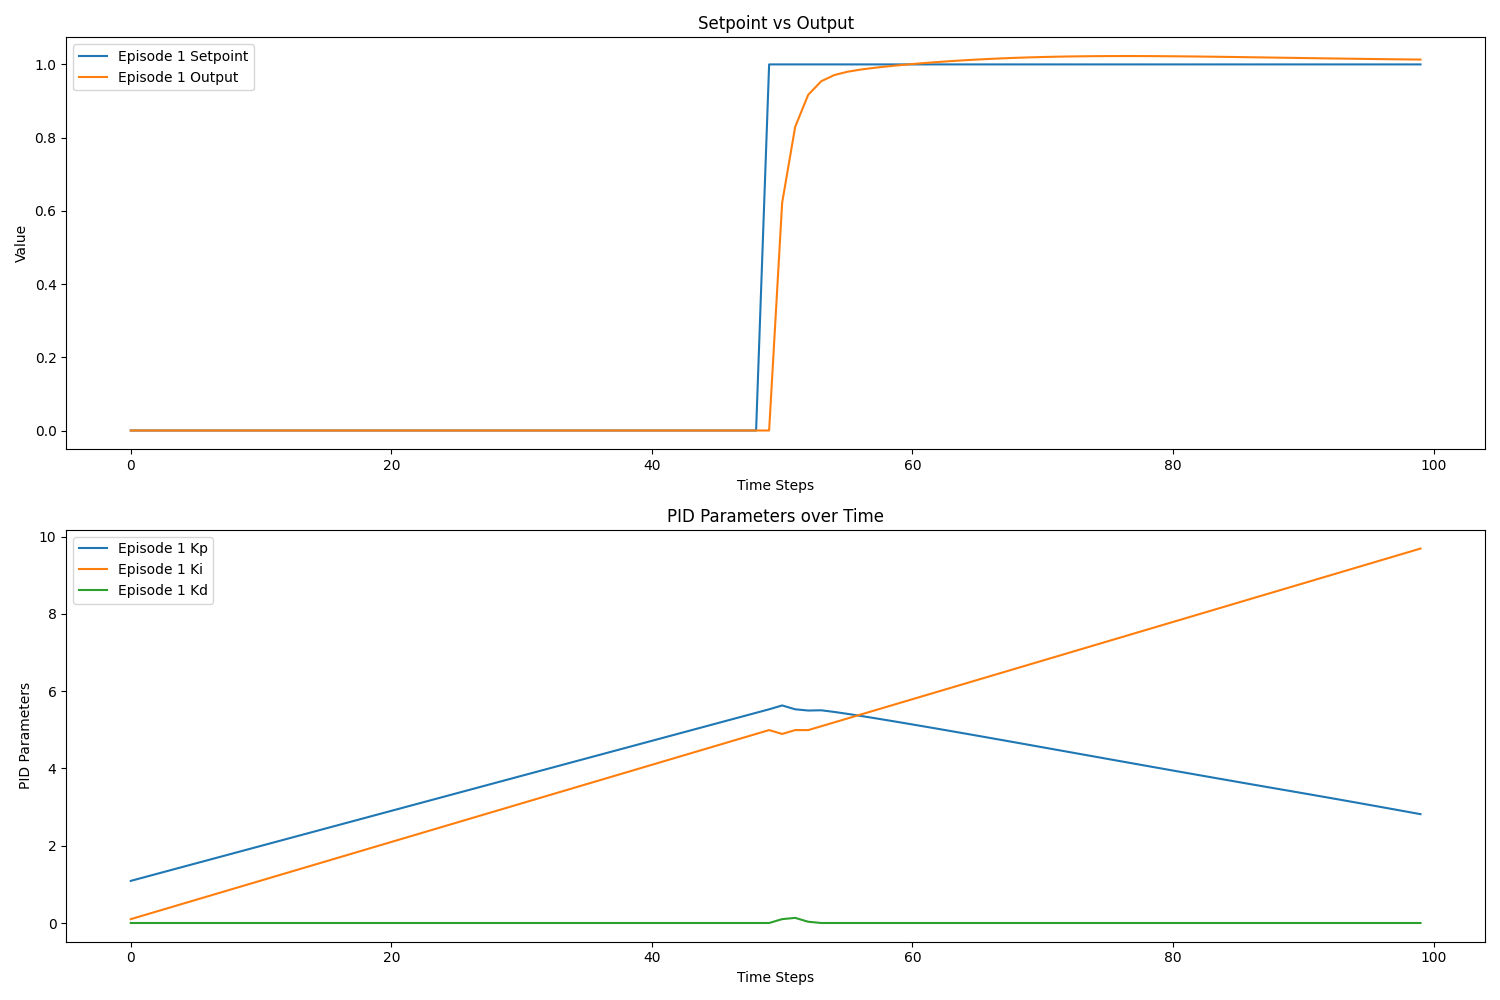 Setpoint vs Output
Episode 1 Setpoint
Episode 1 Output
1.0
0.8
0.6
0.4
0.2
0.0
Value
0 20 40 60 80 100
Time Steps
PID Parameters over Time
Episode 1 Kp
Episode 1 Ki
Episode 1 Kd
10
8
6
4
2
0
PID Parameters
0 20 40 60 80 100
Time Steps